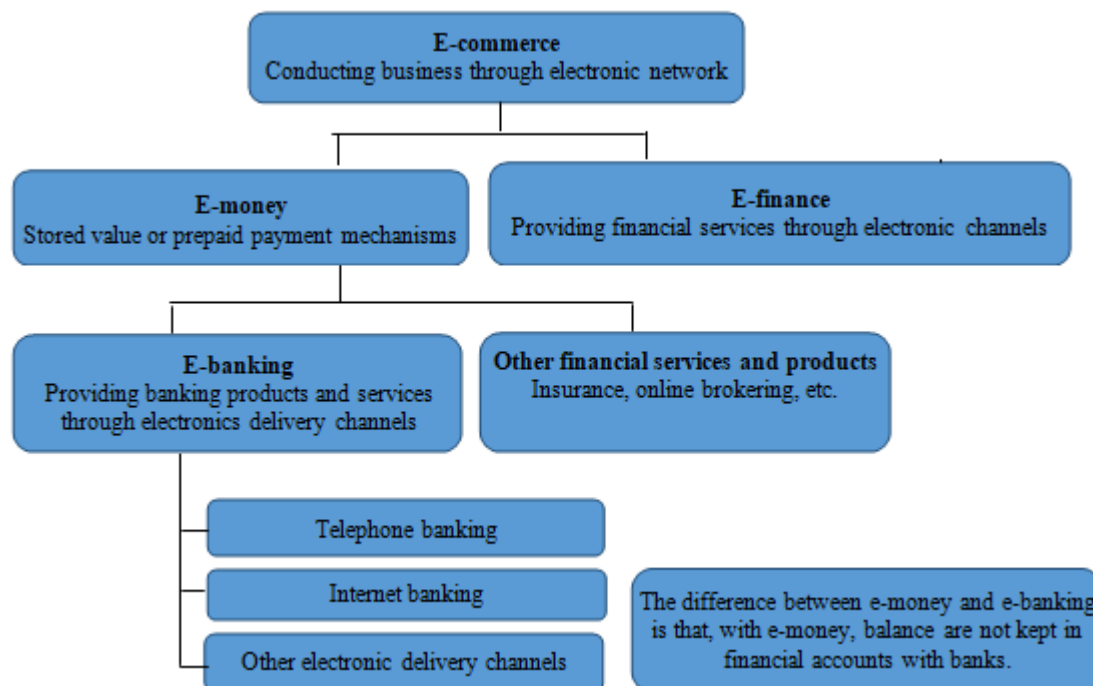 E-commerce
Conducting business through electronic network
E-money
Stored value or prepaid payment mechanisms
E-finance
Providing financial services through electronic channels
E-banking
Providing banking products and services
through electronics delivery channels
Other financial services and products
Insurance, online brokering, etc.
Telephone banking
Internet banking
Other electronic delivery channels
The difference between e-money and e-banking
is that, with e-money, balance are not kept in
financial accounts with banks.